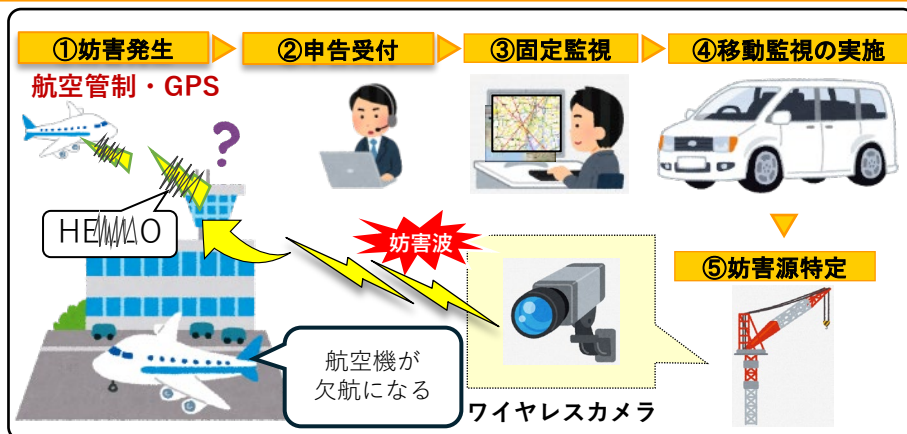 ①妨害発生
②申告受付
③固定監視
④移動監視の実施
航空管制・GPS
?
HE O
妨害波
⑤妨害源特定
航空機が
欠航になる
ワイヤレスカメラ